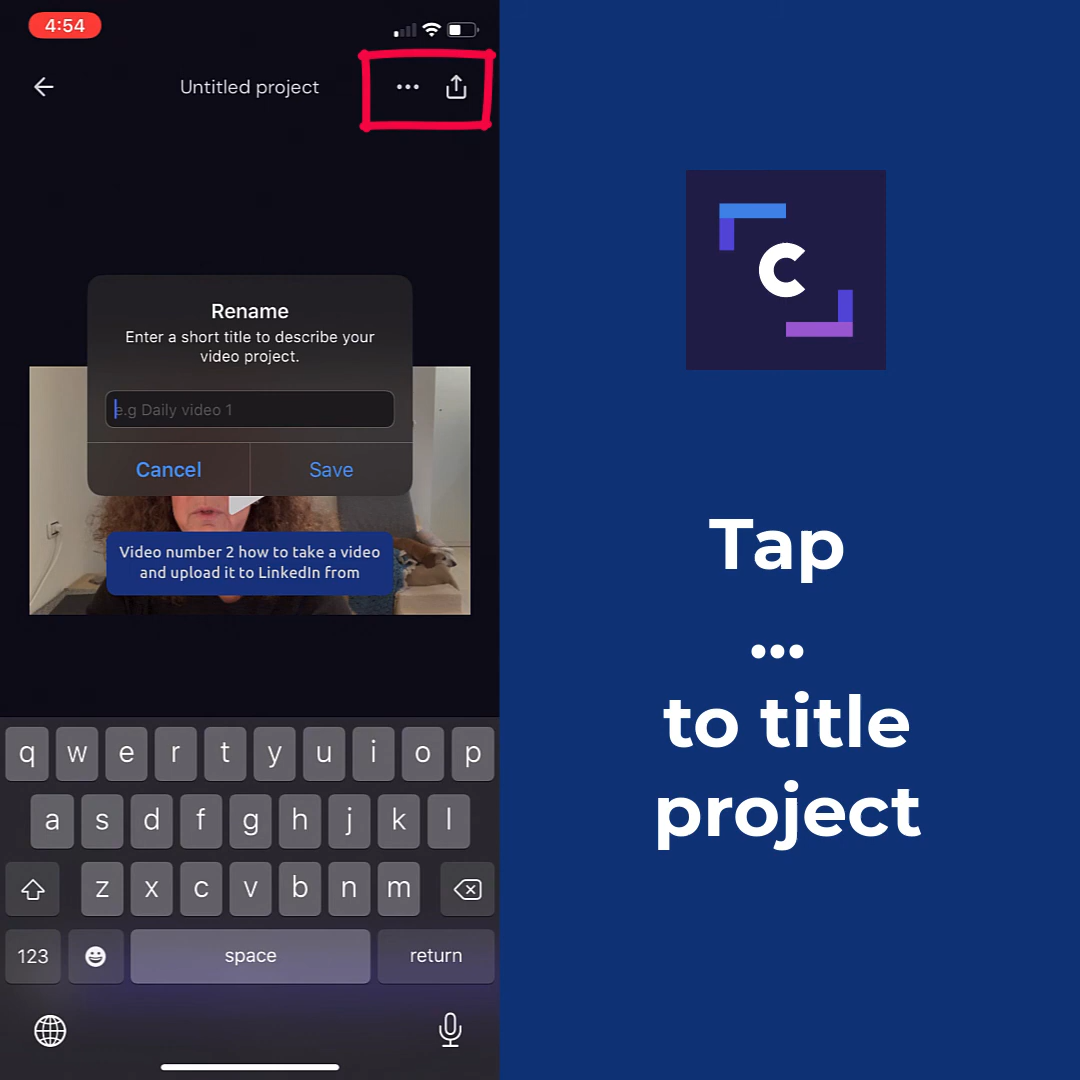 4:54
Untitled project
...
Rename
Enter a short title to describe your
video project.
e.g Daily video 1
Cancel
Save
Video number 2 how to take a video
and upload it to LinkedIn from
q w e r t y u i o p
a s d f g h j k l
z x c v b n m
123
space
return
C
Tap
...
to title
project